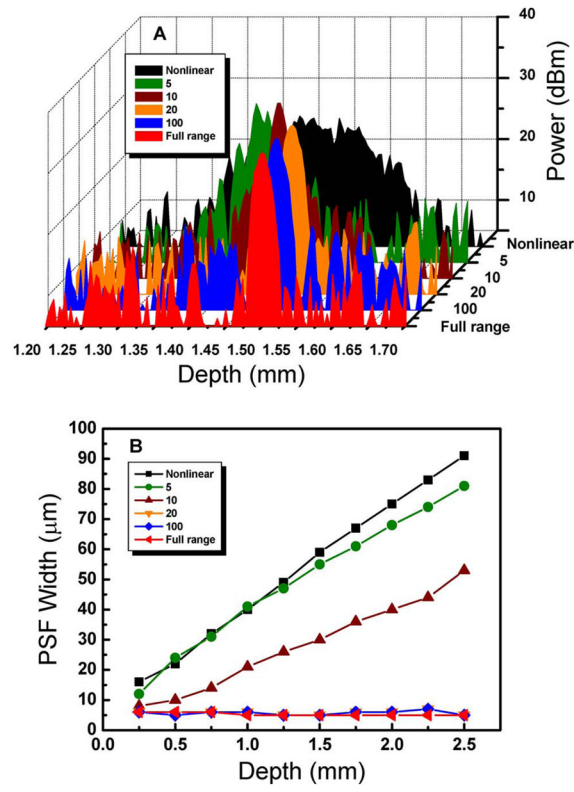 A
40
30
20
10
Power (dBm)
Nonlinear
5
10
20
100
Full range
Nonlinear
5
10
20
100
Full range
1.20 1.25 1.30 1.35 1.40 1.45 1.50 1.55 1.60 1.65 1.70
Depth (mm)
B
100
90
80
70
60
50
40
30
20
10
0
PSF Width (μm)
Nonlinear
5
10
20
100
Full range
0.0 0.5 1.0 1.5 2.0 2.5
Depth (mm)